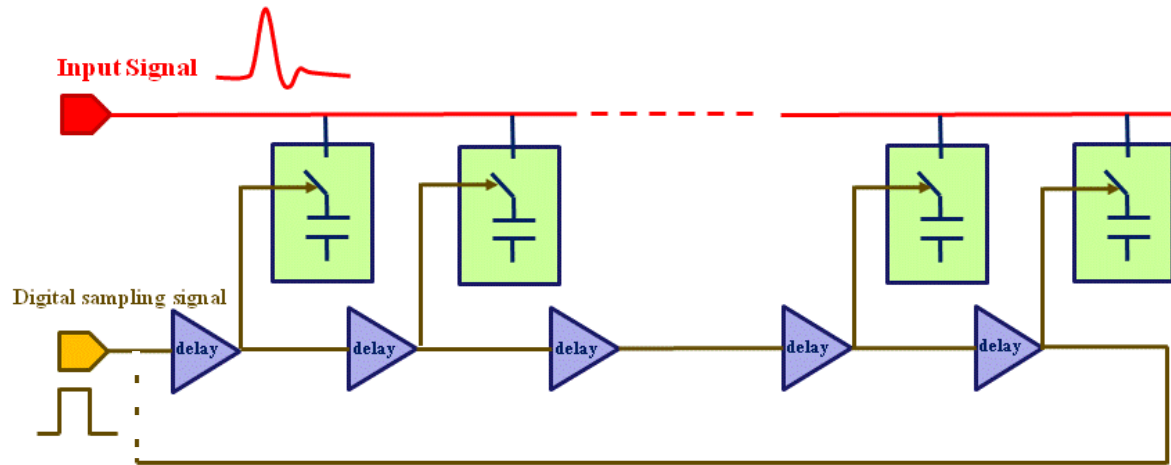 Input Signal
Digital sampling signal
delay
delay
delay
delay
delay